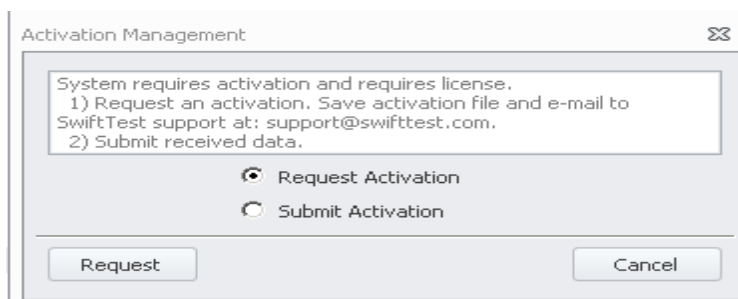 Activation Management
System requires activation and requires license.
1) Request an activation. Save activation file and e-mail to
SwiftTest support at: support@swifttest.com.
2) Submit received data.
Request Activation
Submit Activation
Request
Cancel